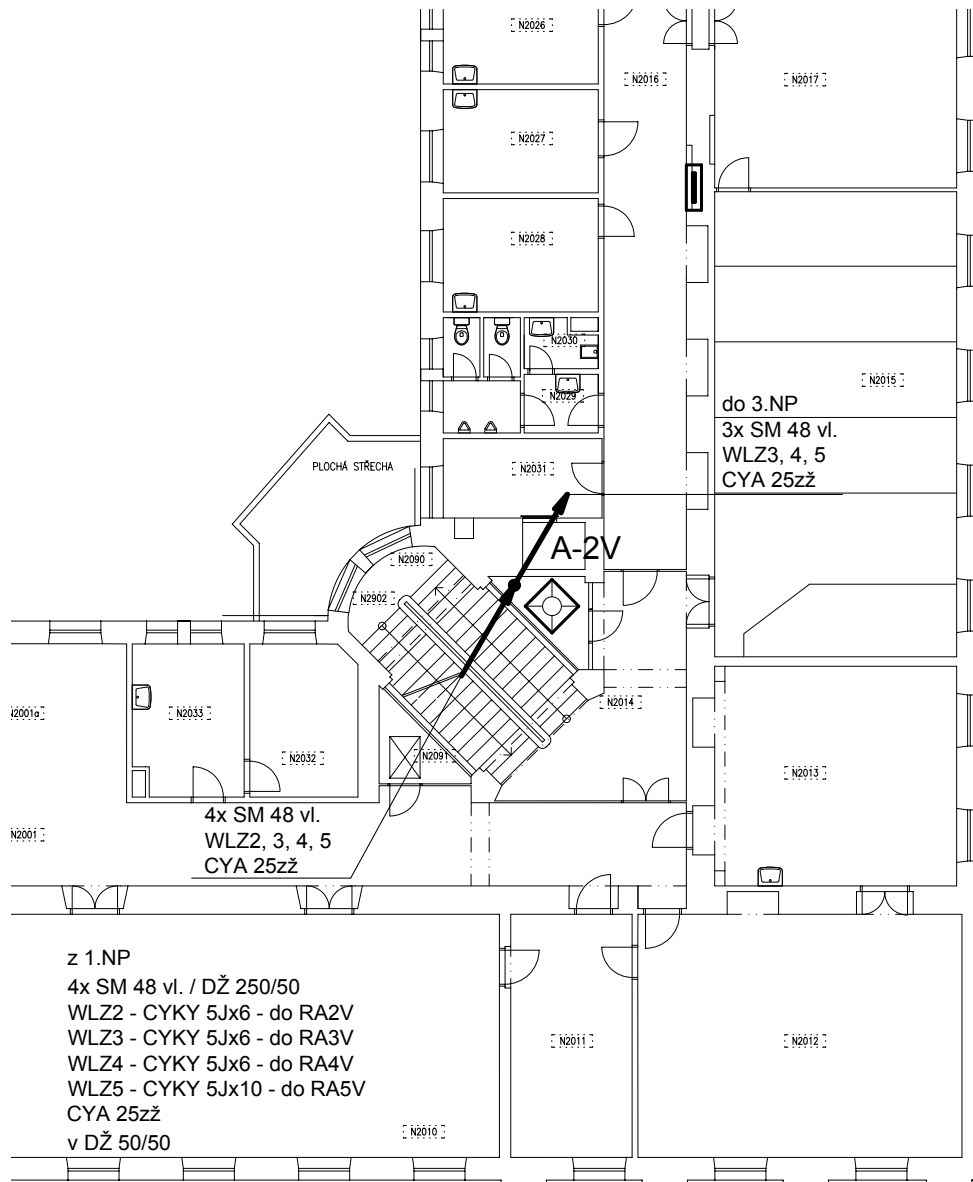 N2026
N2016
N2017
N2027
N2028
N2030
N2029
N2015
do 3.NP
3x SM 48 vl.
WLZ3, 4, 5
CYA 25zž
PLOCHÁ STŘECHA
N2031
A-2V
N2090
N2902
N2014
N2001a
N2033
N2032
N2091
N2013
4x SM 48 vl.
WLZ2, 3, 4, 5
CYA 25zž
N2001
z 1.NP
4x SM 48 vl. / DŽ 250/50
WLZ2 - CYKY 5Jx6 - do RA2V
WLZ3 - CYKY 5Jx6 - do RA3V
WLZ4 - CYKY 5Jx6 - do RA4V
WLZ5 - CYKY 5Jx10 - do RA5V
CYA 25zž
v DŽ 50/50
N2010
N2011
N2012